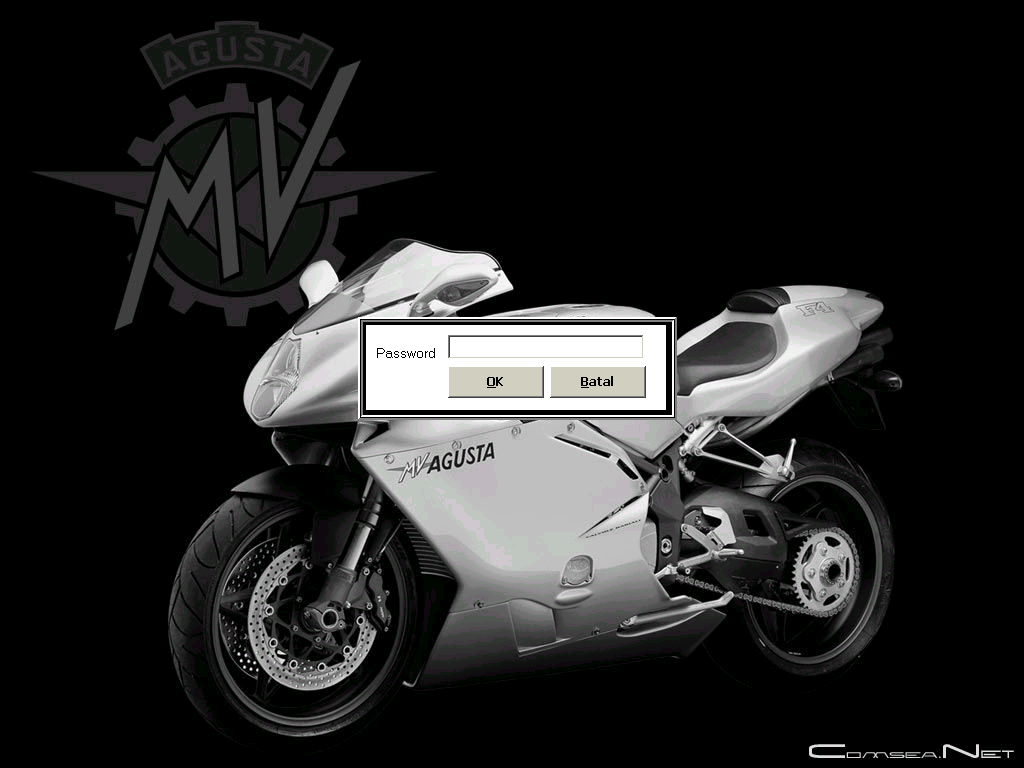 AGUSTA
MV
F4
Password
OK
Batal
MV AGUSTA
Comsea.Net